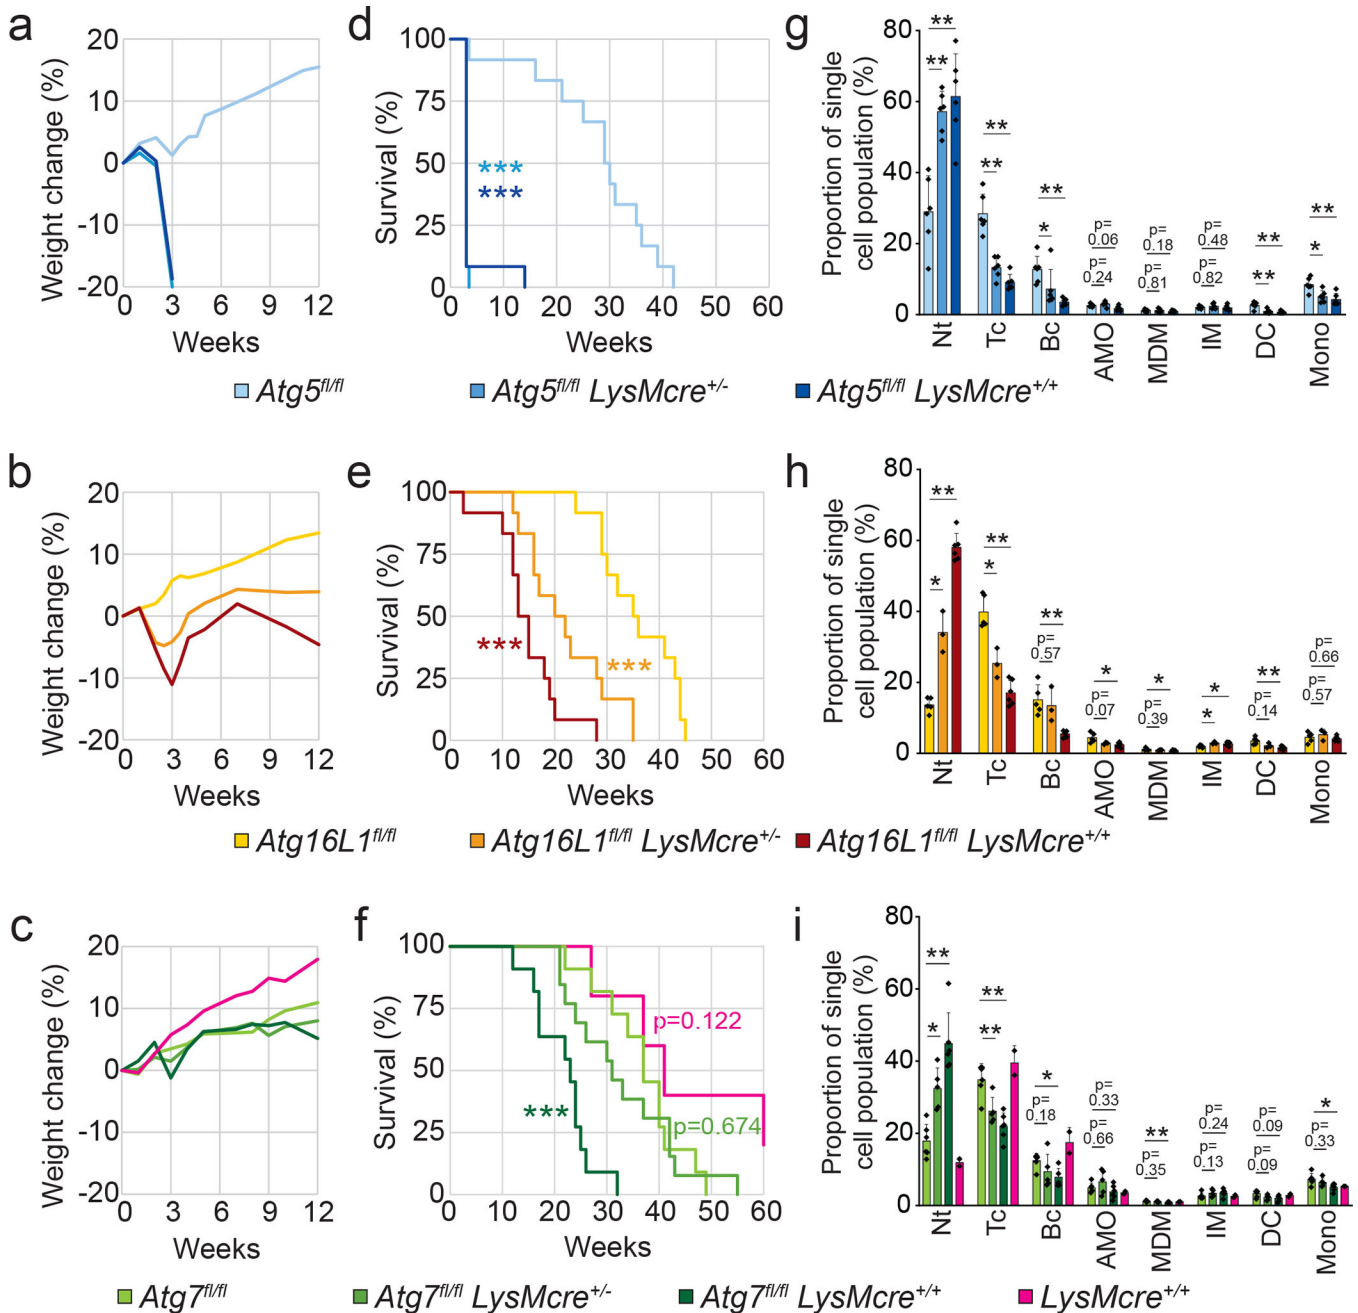 a
Weight change (%)
20
10
0
-10
-20
0
3
6
9
12
Weeks
d
Survival (%)
100
75
50
25
0
***
***
0
10
20
30
40
50
60
Weeks
g
Proportion of single
cell population (%)
80
60
40
20
0
**
**
**
**
**
*
p=
0.06
p=
0.24
p=
0.18
p=
0.81
p=
0.48
p=
0.82
**
**
**
*
Nt
Tc
Bc
AMO
MDM
IM
DC
Mono
Atg5fl/fl
Atg5fl/fl LysMcre+/-
Atg5fl/fl LysMcre+/+
b
Weight change (%)
20
10
0
-10
-20
0
3
6
9
12
Weeks
e
Survival (%)
100
75
50
25
0
***
***
0
10
20
30
40
50
60
Weeks
h
Proportion of single
cell population (%)
80
60
40
20
0
**
*
**
*
**
p=
0.57
*
p=
0.07
*
p=
0.39
*
*
**
p=
0.14
p=
0.66
p=
0.57
Nt
Tc
Bc
AMO
MDM
IM
DC
Mono
Atg16L1fl/fl
Atg16L1fl/fl LysMcre+/-
Atg16L1fl/fl LysMcre+/+
c
Weight change (%)
20
10
0
-10
-20
0
3
6
9
12
Weeks
f
Survival (%)
100
75
50
25
0
p=0.122
***
p=0.674
0
10
20
30
40
50
60
Weeks
i
Proportion of single
cell population (%)
80
60
40
20
0
**
*
**
**
*
p=
0.18
p=
0.33
p=
0.66
**
p=
0.35
p=
0.24
p=
0.13
p=
0.09
p=
0.09
*
p=
0.33
Nt
Tc
Bc
AMO
MDM
IM
DC
Mono
Atg7fl/fl
Atg7fl/fl LysMcre+/-
Atg7fl/fl LysMcre+/+
LysMcre+/+